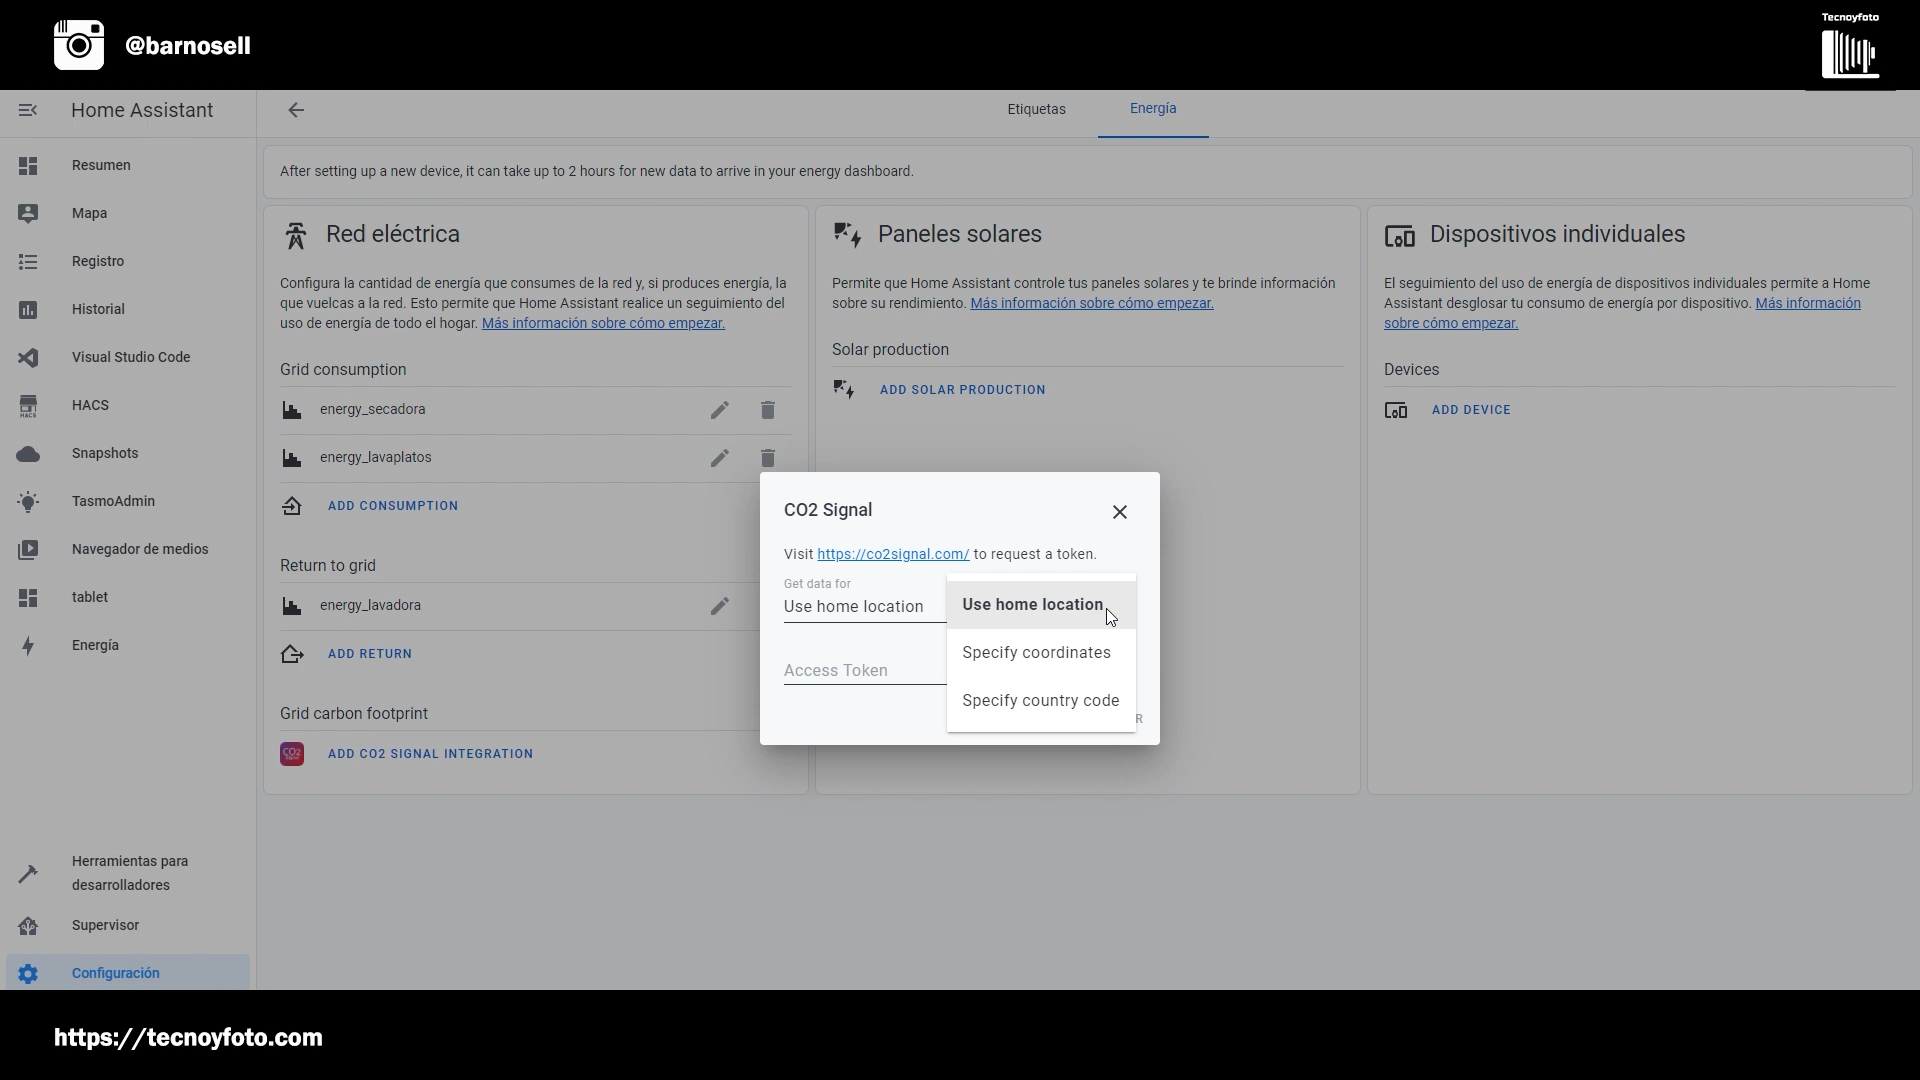 @barnosell
Tecnoyfoto
Home Assistant
Etiquetas
Energía
Resumen
Mapa
Registro
Historial
Visual Studio Code
HACS
HACS
Snapshots
TasmoAdmin
Navegador de medios
tablet
Energía
Herramientas para
desarrolladores
Supervisor
Configuración
After setting up a new device, it can take up to 2 hours for new data to arrive in your energy dashboard.
Red eléctrica
Configura la cantidad de energía que consumes de la red y, si produces energía, la
que vuelcas a la red. Esto permite que Home Assistant realice un seguimiento del
uso de energía de todo el hogar. Más información sobre cómo empezar.
Grid consumption
energy_secadora
energy_lavaplatos
ADD CONSUMPTION
Return to grid
energy_lavadora
ADD RETURN
Grid carbon footprint
CO2
signal
ADD CO2 SIGNAL INTEGRATION
Paneles solares
Permite que Home Assistant controle tus paneles solares y te brinde información
sobre su rendimiento. Más información sobre cómo empezar.
Solar production
ADD SOLAR PRODUCTION
Dispositivos individuales
El seguimiento del uso de energía de dispositivos individuales permite a Home
Assistant desglosar tu consumo de energía por dispositivo. Más información
sobre cómo empezar.
Devices
ADD DEVICE
CO2 Signal
Visit https://co2signal.com/ to request a token.
Get data for
Use home location
Access Token
Use home location
Specify coordinates
Specify country code
R
https://tecnoyfoto.com